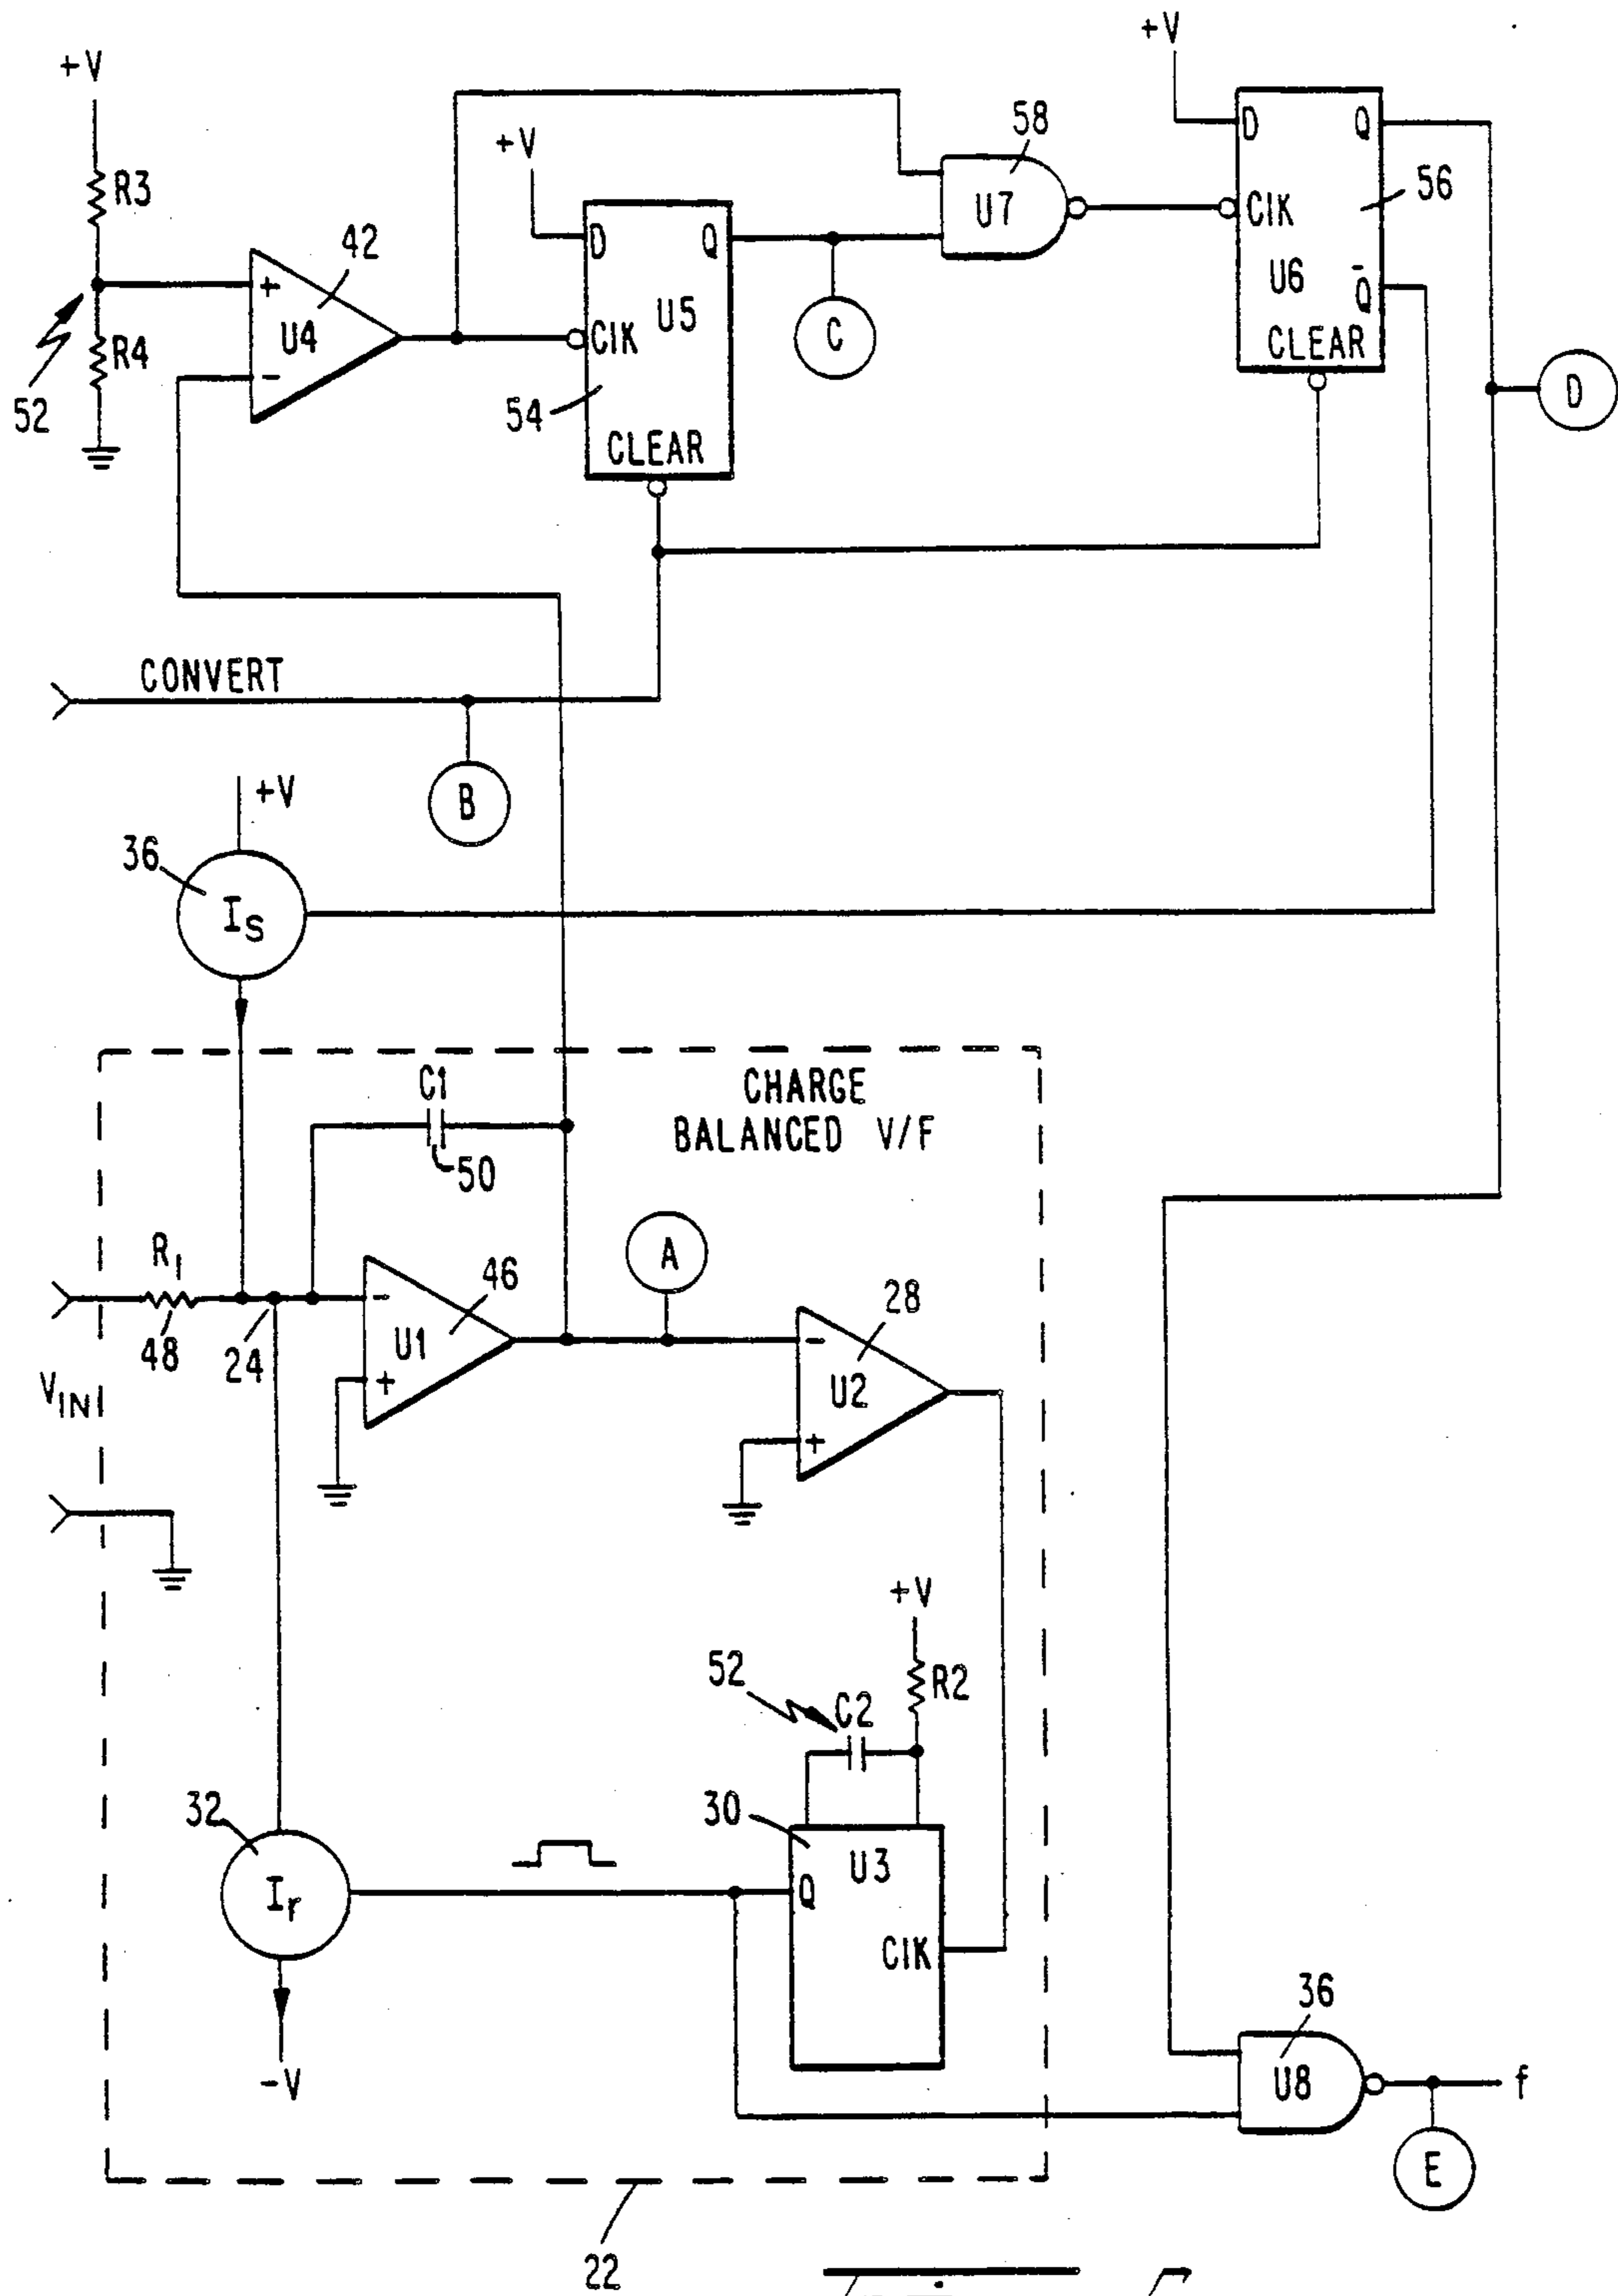 +V
+V
R3
+V
58
D
Q
U7
CIK
56
42
D
Q
U6
Q̄
+
U4
U5
CIK
C
CLEAR
R4
-
52
54
D
CLEAR
CONVERT
B
+V
36
IS
C1
CHARGE
BALANCED V/F
50
R1
A
-
46
-
28
U1
48
24
+
U2
VIN
+
+V
52
C2
R2
32
30
U3
Ir
Q
CIK
-V
36
U8
f
E
22